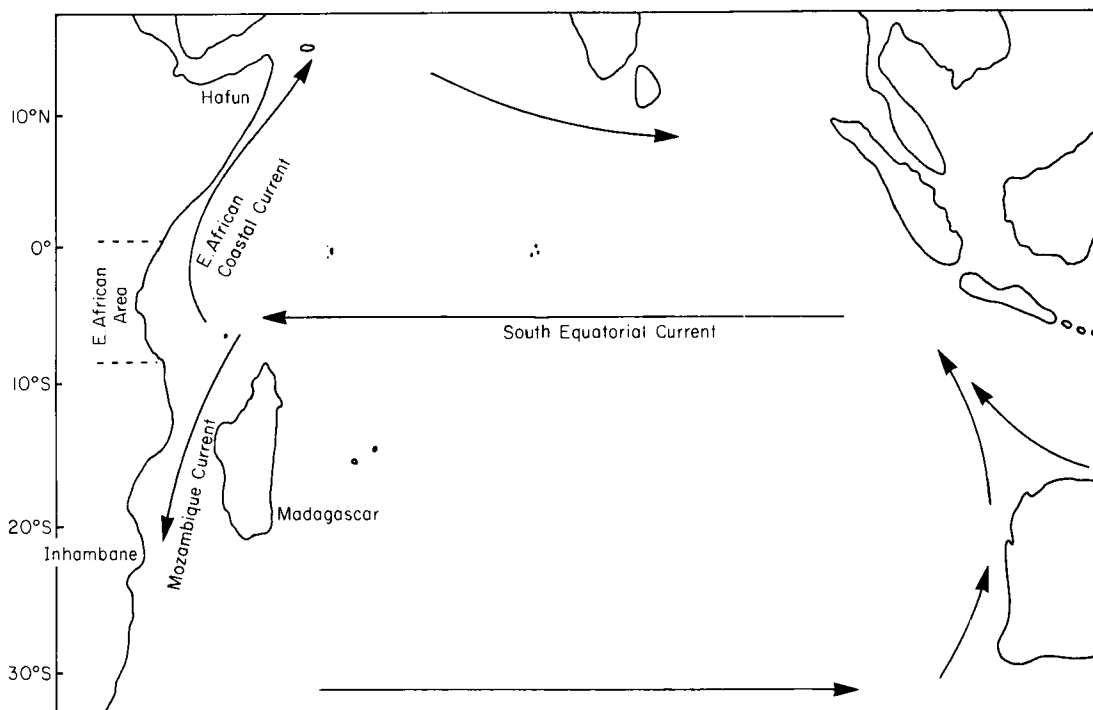 Hafun
10°N
E. African
Coastal Current
0°
E. African
Area
South Equatorial Current
10°S
Mozambique Current
Madagascar
20°S
Inhambane
30°S